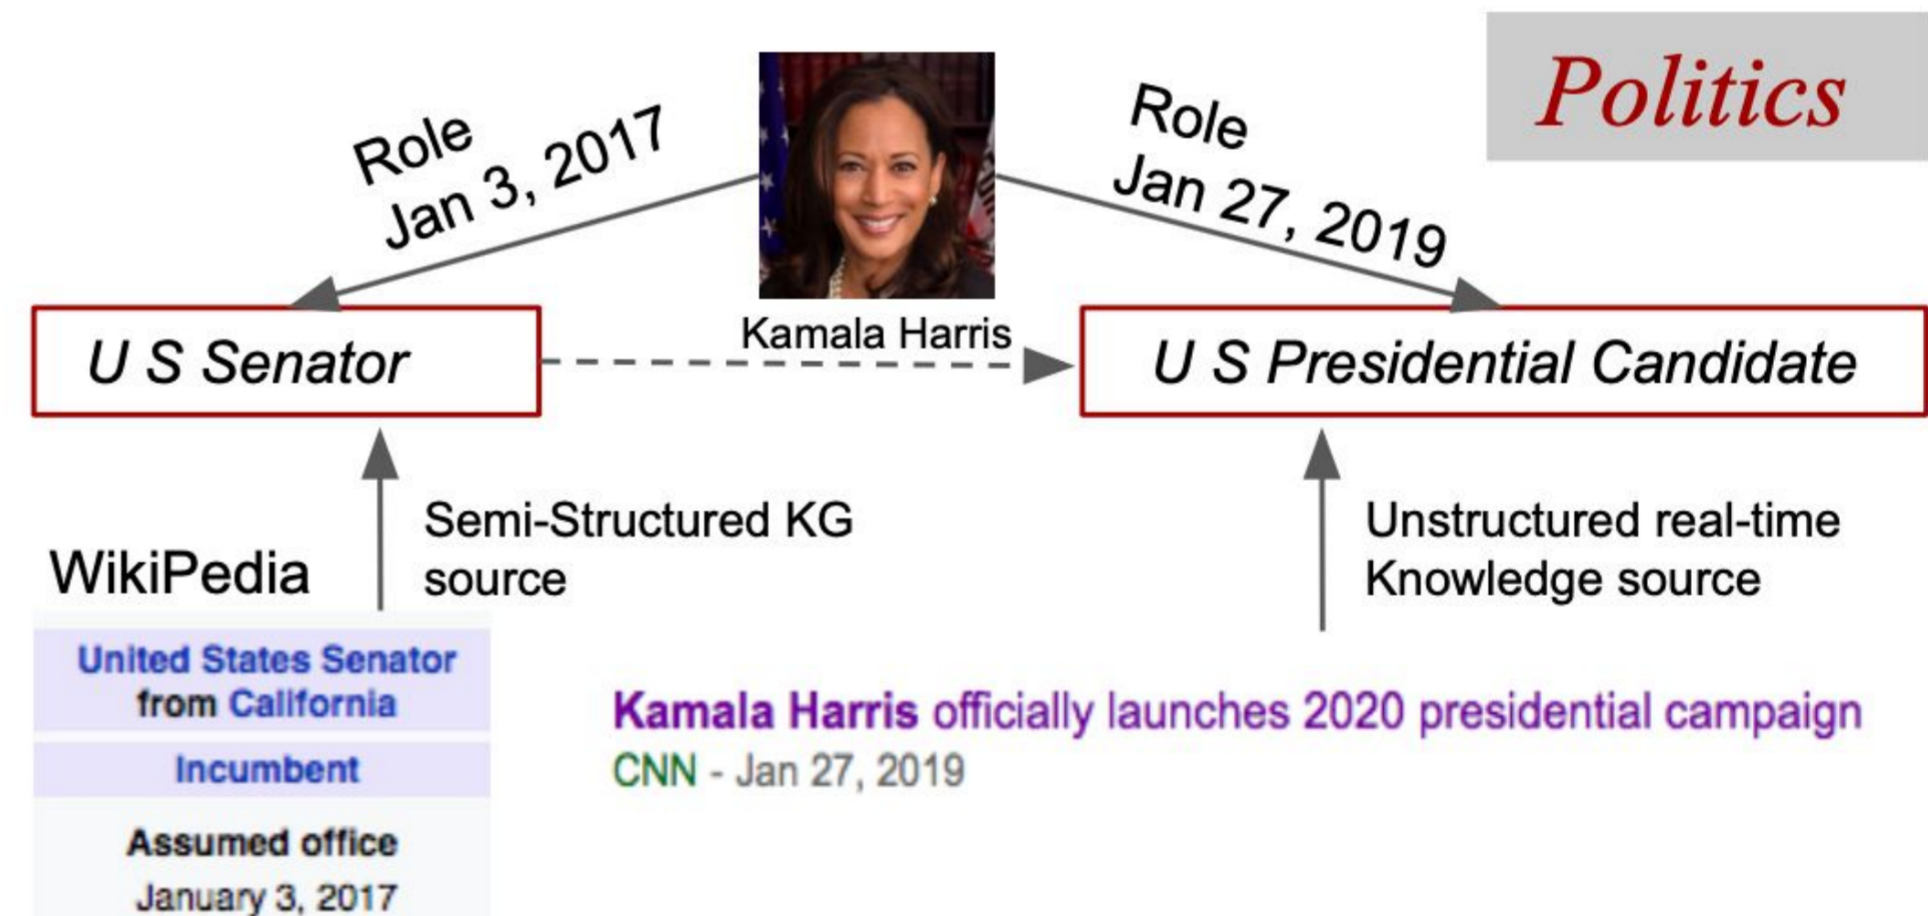 Politics
Role
Jan 3, 2017
Role
Jan 27, 2019
Kamala Harris
U S Senator
U S Presidential Candidate
Semi-Structured KG
source
WikiPedia
Unstructured real-time
Knowledge source
United States Senator
from California
Incumbent
Assumed office
January 3, 2017
Kamala Harris officially launches 2020 presidential campaign
CNN - Jan 27, 2019